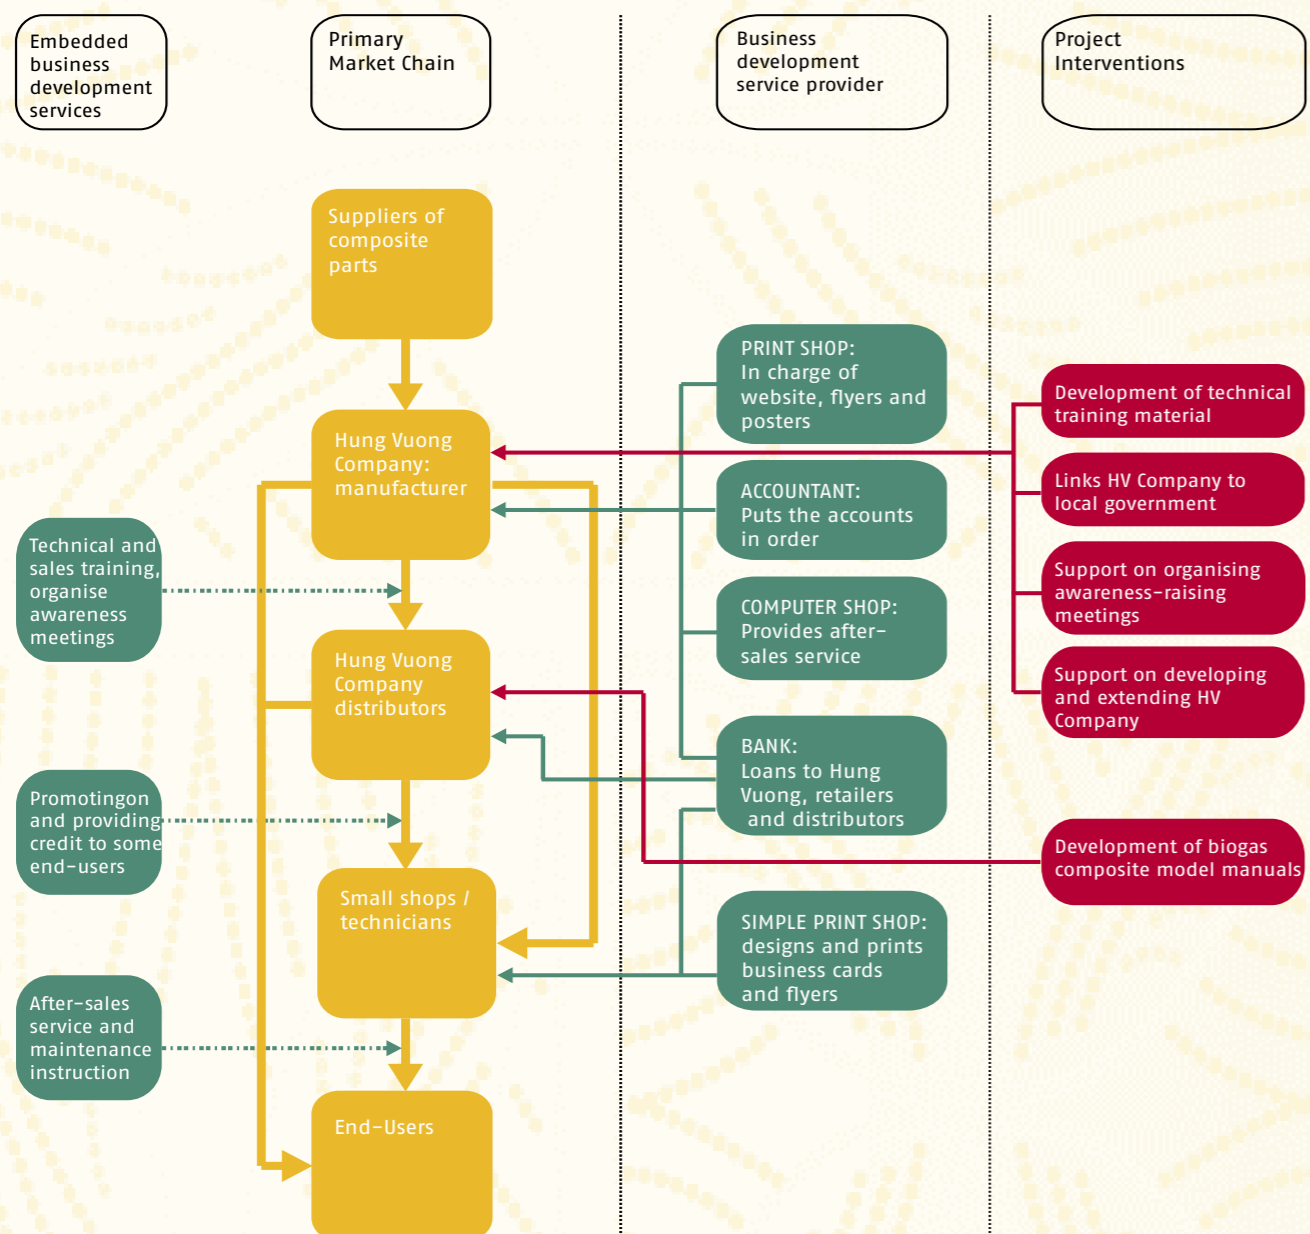 Embedded
business
development
services
Primary
Market Chain
Business
development
service provider
Project
Interventions
Suppliers of
composite
parts
Hung Vuong
Company:
manufacturer
Hung Vuong
Company
distributors
Small shops /
technicians
End-Users
Technical and
sales training,
organise
awareness
meetings
Promotingon
and providing
credit to some
end-users
After-sales
service and
maintenance
instruction
PRINT SHOP:
In charge of
website, flyers and
posters
ACCOUNTANT:
Puts the accounts
in order
COMPUTER SHOP:
Provides after-
sales service
BANK:
Loans to Hung
Vuong, retailers
and distributors
SIMPLE PRINT SHOP:
designs and prints
business cards
and flyers
Development of technical
training material
Links HV Company to
local government
Support on organising
awareness-raising
meetings
Support on developing
and extending HV
Company
Development of biogas
composite model manuals